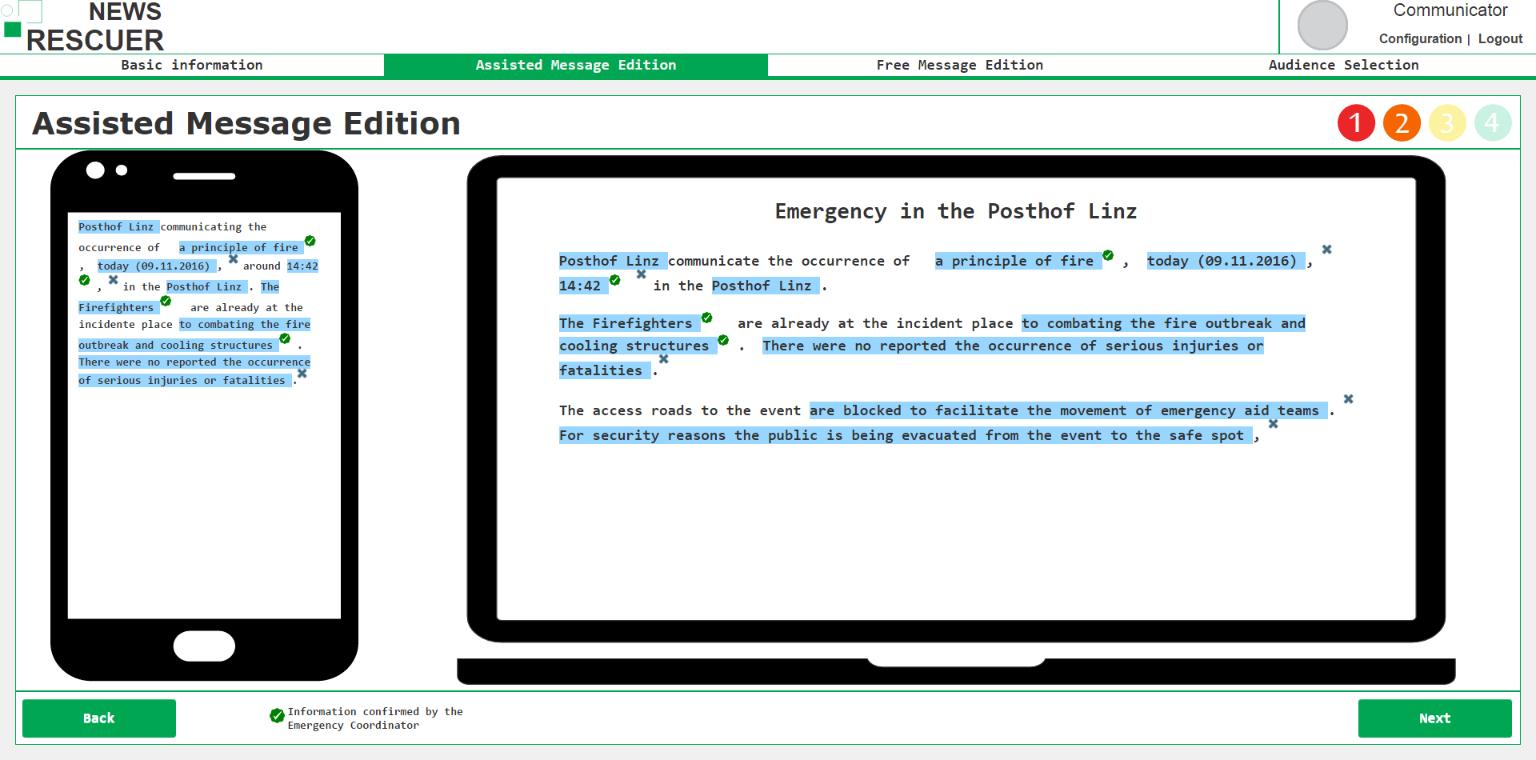 NEWS
RESCUER
Communicator
Configuration | Logout
Basic information
Assisted Message Edition
Free Message Edition
Audience Selection
Assisted Message Edition
1 2 3 4
Posthof Linz communicating the
occurrence of a principle of fire
, today (09.11.2016) , around 14:42
, in the Posthof Linz . The
Firefighters are already at the
incidente place to combating the fire
outbreak and cooling structures .
There were no reported the occurrence
of serious injuries or fatalities .
Emergency in the Posthof Linz
Posthof Linz communicate the occurrence of a principle of fire , today (09.11.2016) ,
14:42 in the Posthof Linz .
The Firefighters are already at the incident place to combating the fire outbreak and
cooling structures . There were no reported the occurrence of serious injuries or
fatalities .
The access roads to the event are blocked to facilitate the movement of emergency aid teams .
For security reasons the public is being evacuated from the event to the safe spot ,
Back
Information confirmed by the
Emergency Coordinator
Next